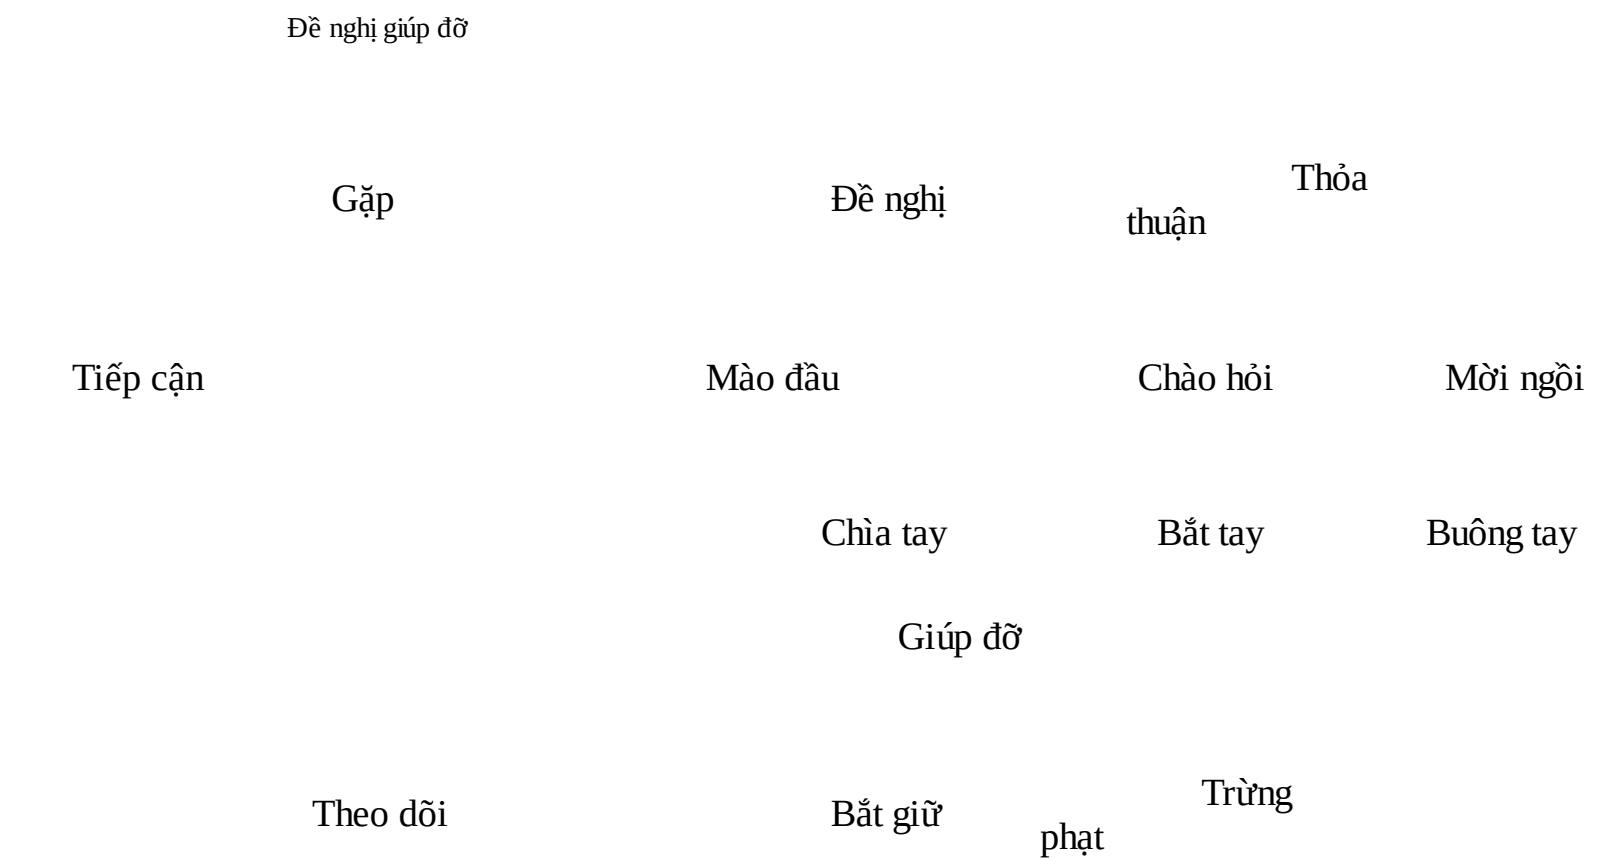 Đề nghị giúp đỡ
Gặp Đề nghị Thỏa
thuận
Tiếp cận Mào đầu Chào hỏi Mời ngồi
Chìa tay Bắt tay Buông tay
Giúp đỡ
Theo dõi Bắt giữ Trừng
phạt